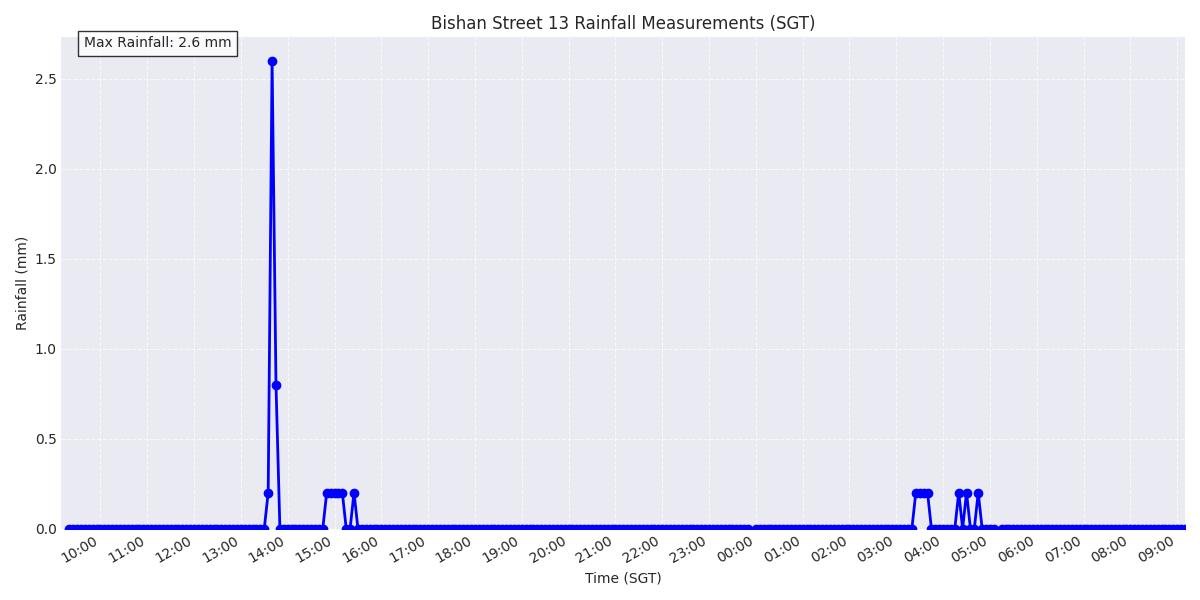 Bishan Street 13 Rainfall Measurements (SGT)
Max Rainfall: 2.6 mm
2.5
2.0
1.5
1.0
0.5
0.0
Rainfall (mm)
10:00 11:00 12:00 13:00 14:00 15:00 16:00 17:00 18:00 19:00 20:00 21:00 22:00 23:00 00:00 01:00 02:00 03:00 04:00 05:00 06:00 07:00 08:00 09:00
Time (SGT)